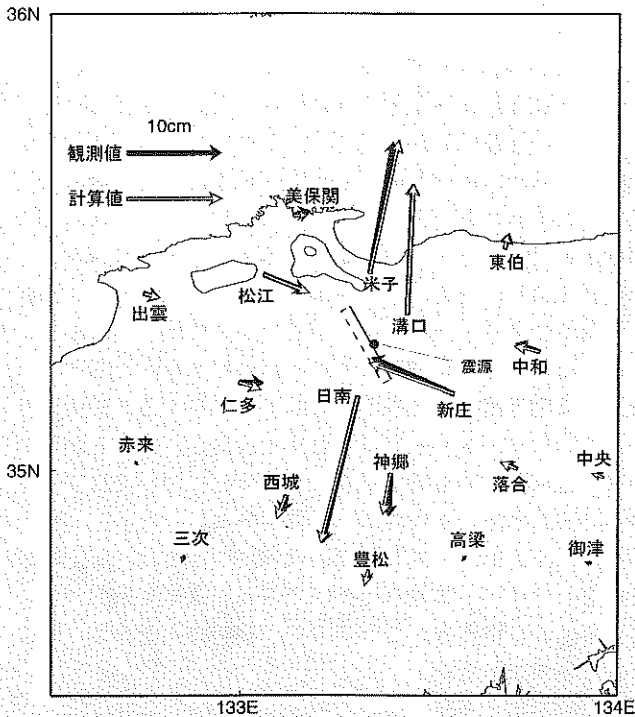 36N
10cm
観測値
計算値
美保関
東伯
米子
松江
出雲
溝口
震源
中和
日南
仁多
新庄
赤来
神郷
中央
35N
西城
落合
三次
高梁
御津
豊松
133E
134E